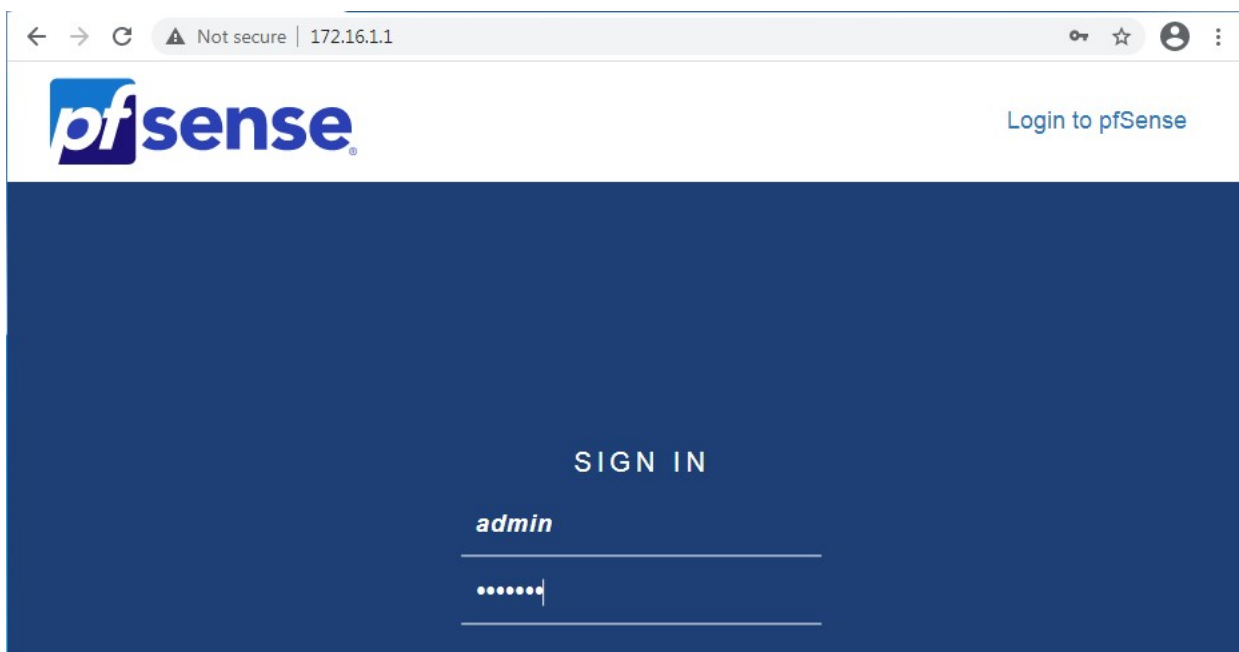 Not secure | 172.16.1.1
pfsense
Login to pfSense
SIGN IN
admin
•••••••